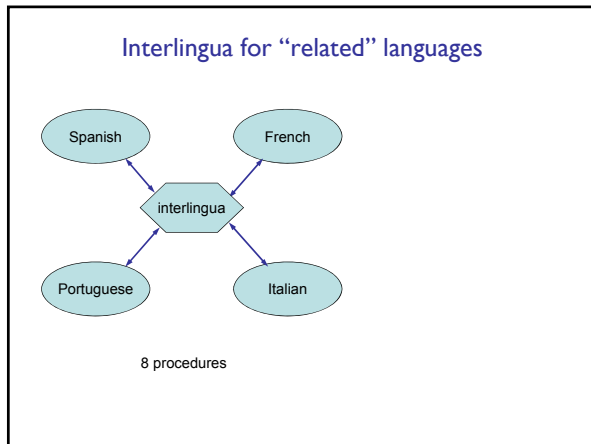 Interlingua for “related” languages
Spanish
French
interlingua
Portuguese
Italian
8 procedures